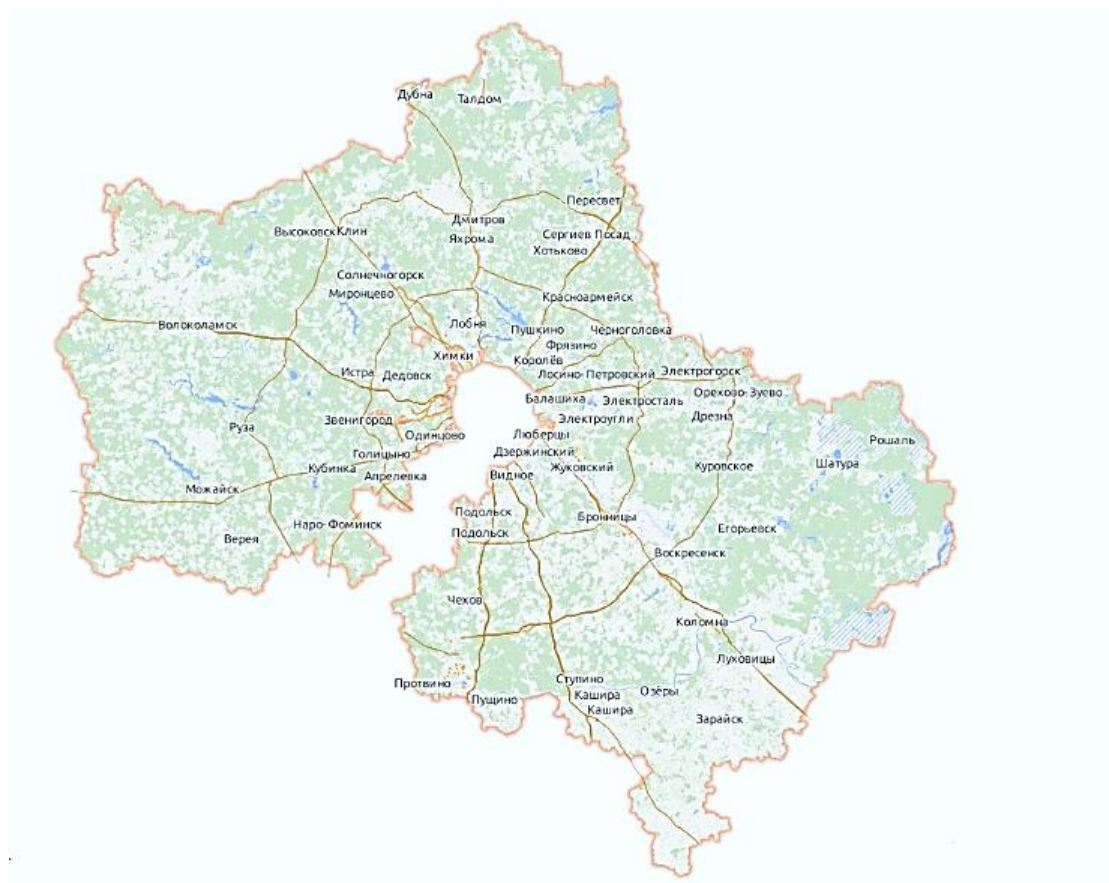 Дубна
Талдом
Пересвет
Дмитров
Высоковск
Клин
Яхрома
Сергиев Посад
Хотьково
Солнечногорск
Миронцево
Красноармейск
Лобня
Волоколамск
Пушкино
Черноголовка
Фрязино
Химки
Королёв
Истра
Дедовск
Лосино-Петровский
Электрогорск
Орехово-Зуево
Балашиха
Электросталь
Дрезна
Звенигород
Электроугли
Руза
Одинцово
Люберцы
Рошаль
Голицыно
Дзержинский
Кубинка
Жуковский
Куровское
Шатура
Апрелевка
Видное
Можайск
Подольск
Бронницы
Наро-Фоминск
Подольск
Егорьевск
Верея
Воскресенск
Чехов
Коломна
Луховицы
Протвино
Ступино
Пущино
Кашира
Озёры
Кашира
Зарайск